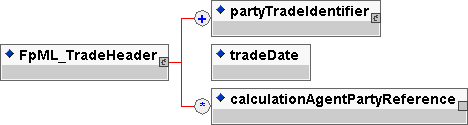 partyTradeIdentifier
FpML_TradeHeader
tradeDate
calculationAgentPartyReference